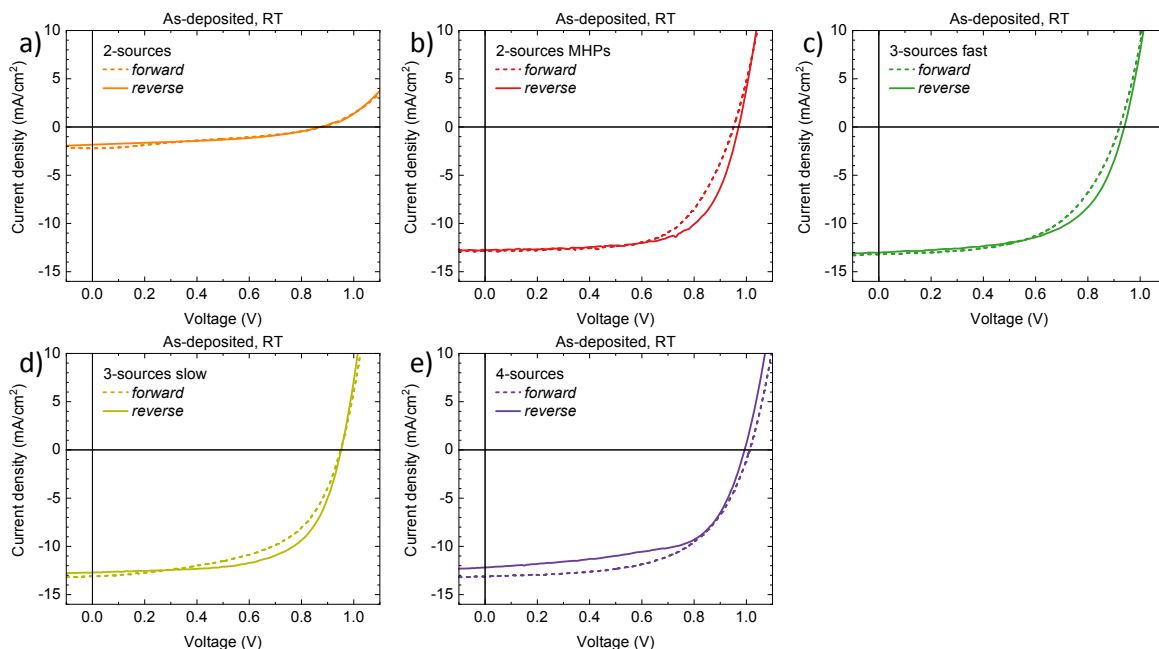 As-deposited, RT
a)
2-sources
forward
reverse
Current density (mA/cm²)
10
5
0
-5
-10
-15
0.0 0.2 0.4 0.6 0.8 1.0
Voltage (V)
As-deposited, RT
b)
2-sources MHPs
forward
reverse
Current density (mA/cm²)
10
5
0
-5
-10
-15
0.0 0.2 0.4 0.6 0.8 1.0
Voltage (V)
As-deposited, RT
c)
3-sources fast
forward
reverse
Current density (mA/cm²)
10
5
0
-5
-10
-15
0.0 0.2 0.4 0.6 0.8 1.0
Voltage (V)
As-deposited, RT
d)
3-sources slow
forward
reverse
Current density (mA/cm²)
10
5
0
-5
-10
-15
0.0 0.2 0.4 0.6 0.8 1.0
Voltage (V)
As-deposited, RT
e)
4-sources
forward
reverse
Current density (mA/cm²)
10
5
0
-5
-10
-15
0.0 0.2 0.4 0.6 0.8 1.0
Voltage (V)